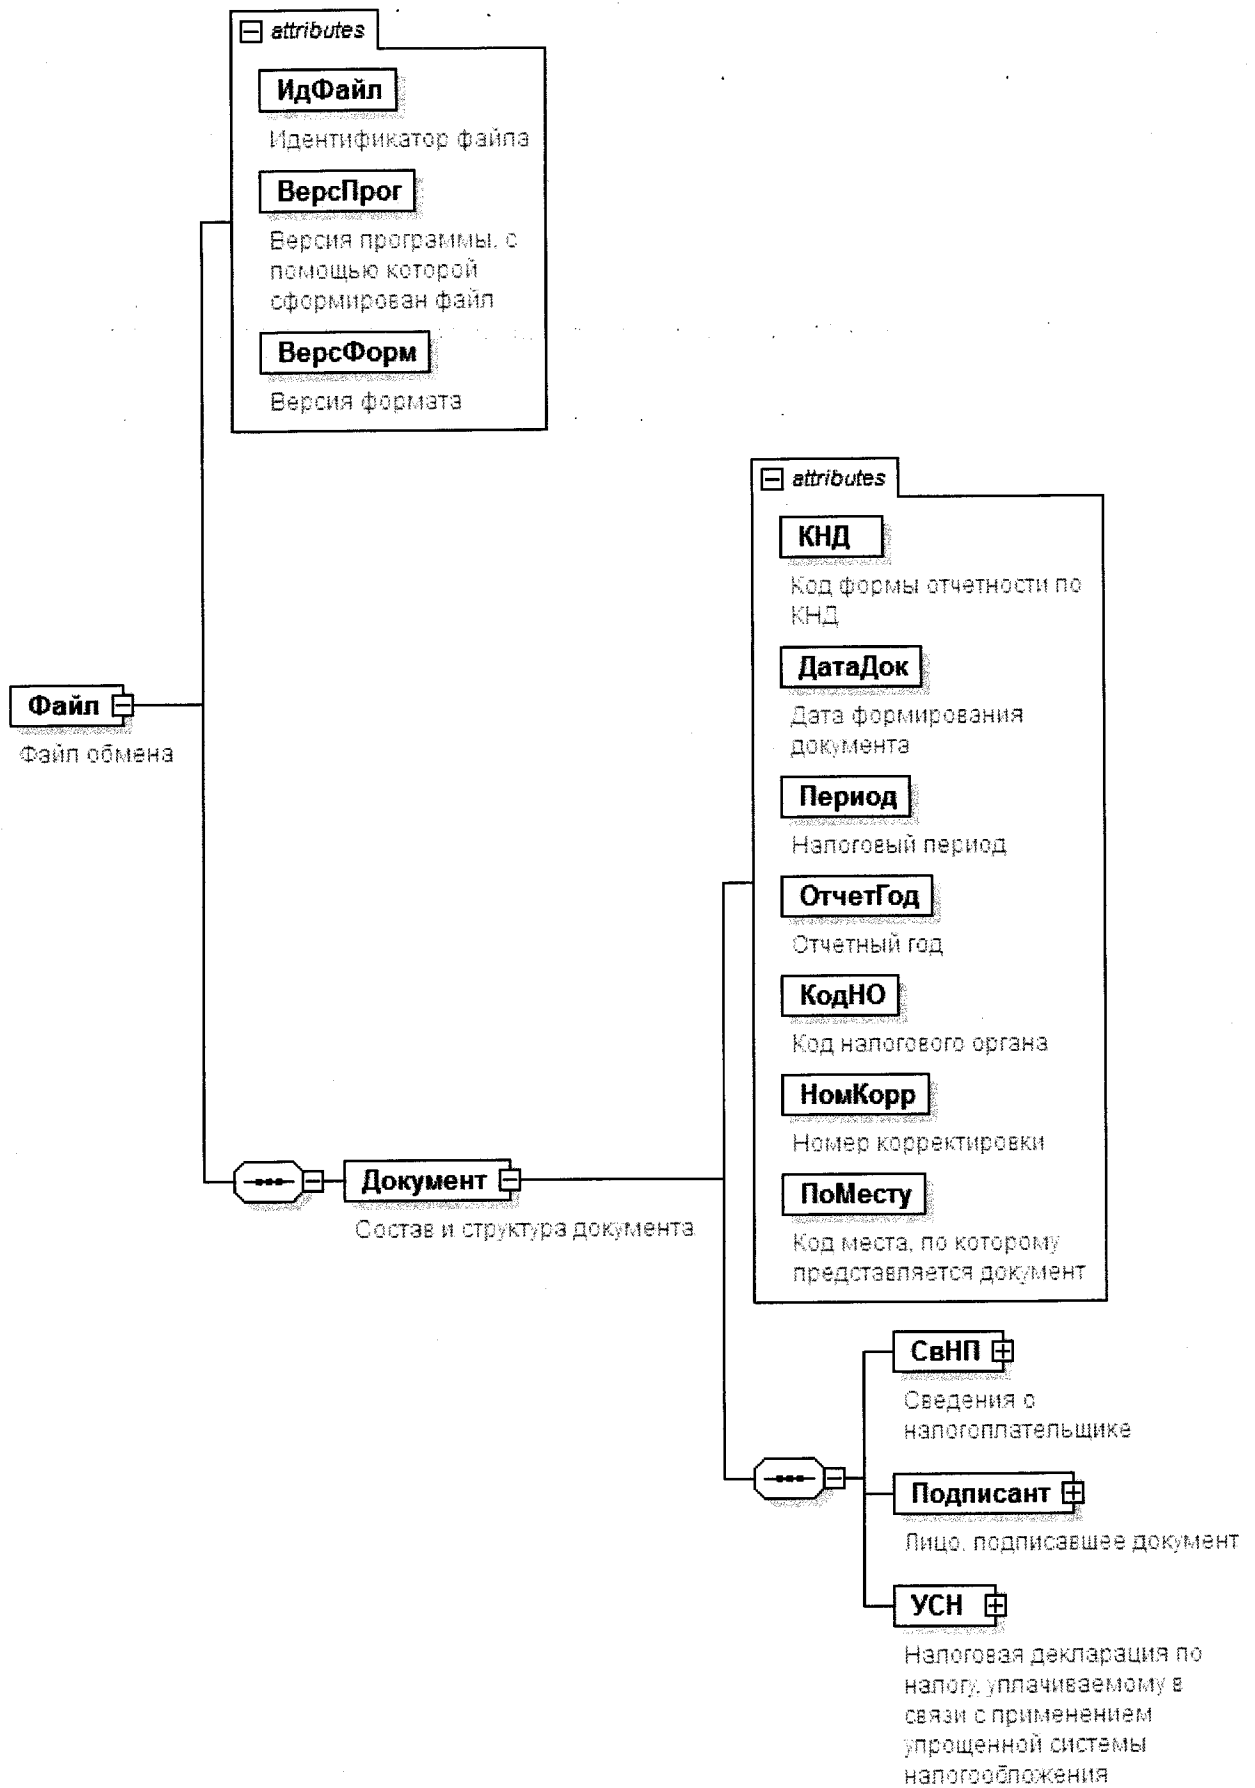 attributes
ИдФайл
Идентификатор файла
ВерсПрог
Версия программы, с
помощью которой
сформирован файл
ВерсФорм
Версия формата
attributes
КНД
Код формы отчетности по
КНД
ДатаДок
Дата формирования
документа
Период
Налоговый период
ОтчетГод
Отчетный год
КодНО
Код налогового органа
НомКорр
Номер корректировки
ПоМесту
Код места, по которому
представляется документ
Файл
Файл обмена
Документ
Состав и структура документа
СвНП
Сведения о
налогоплательщике
Подписант
Лицо, подписавшее документ
УСН
Налоговая декларация по
налогу, уплачиваемому в
связи с применением
упрощенной системы
налогообложения